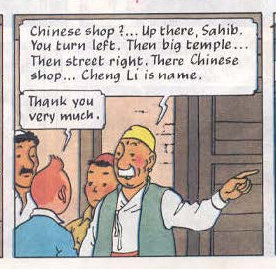 Chinese shop?... Up there, Sahib.
You turn left. Then big temple...
Then street right. There Chinese
shop... Cheng Li is name.
Thank you
very much.